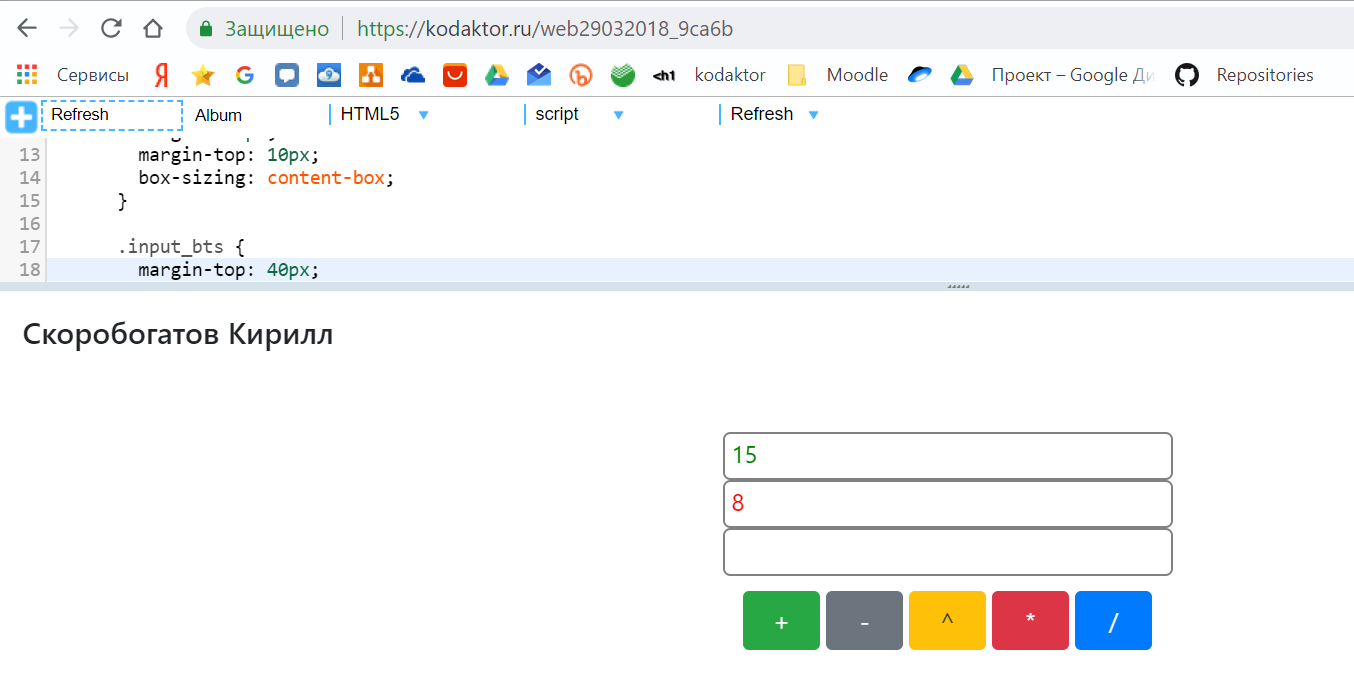 Защищено https://kodaktor.ru/web29032018_9ca6b
Сервисы Я G h1 kodaktor Moodle Проект – Google Ди Repositories
Refresh Album HTML5 script Refresh
13 margin-top: 10px;
14 box-sizing: content-box;
15 }
16
17 .input_bts {
18 margin-top: 40px;
Скоробогатов Кирилл
15
8
+ - ^ * /